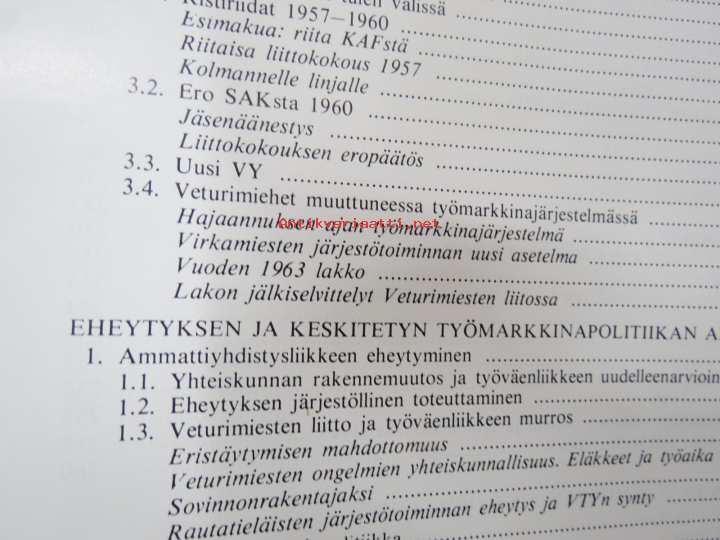 tulen välissä
Ristiriidat 1957—1960
Esimakua: riita KAFstä
Riitaisa liittokokous 1957
Kolmannelle linjalle
3.2. Ero SAKsta 1960
Jäsenäänestys
Liittokokouksen eropäätös
3.3. Uusi VY
3.4. Veturimiehet muuttuneessa työmarkkinajärjestelmässä
Hajaannuksen ajan työmarkkinajärjestelmä
Virkamiesten järjestötoiminnan uusi asetelma
Vuoden 1963 lakko
Lakon jälkiselvittelyt Veturimiesten liitossa
EHEYTYKSEN JA KESKITETYN TYÖMARKKINAPOLITIIKAN A
1. Ammattiyhdistysliikkeen eheytyminen
1.1. Yhteiskunnan rakennemuutos ja työväenliikkeen uudelleenarvioin
1.2. Eheytyksen järjestöllinen toteuttaminen
1.3. Veturimiesten liitto ja työväenliikkeen murros
Eristäytymisen mahdottomuus
Veturimiesten ongelmien yhteiskunnallisuus. Eläkkeet ja työaika
Sovinnonrakentajaksi
Rautatieläisten järjestötoiminnan eheytys ja VTYn synty